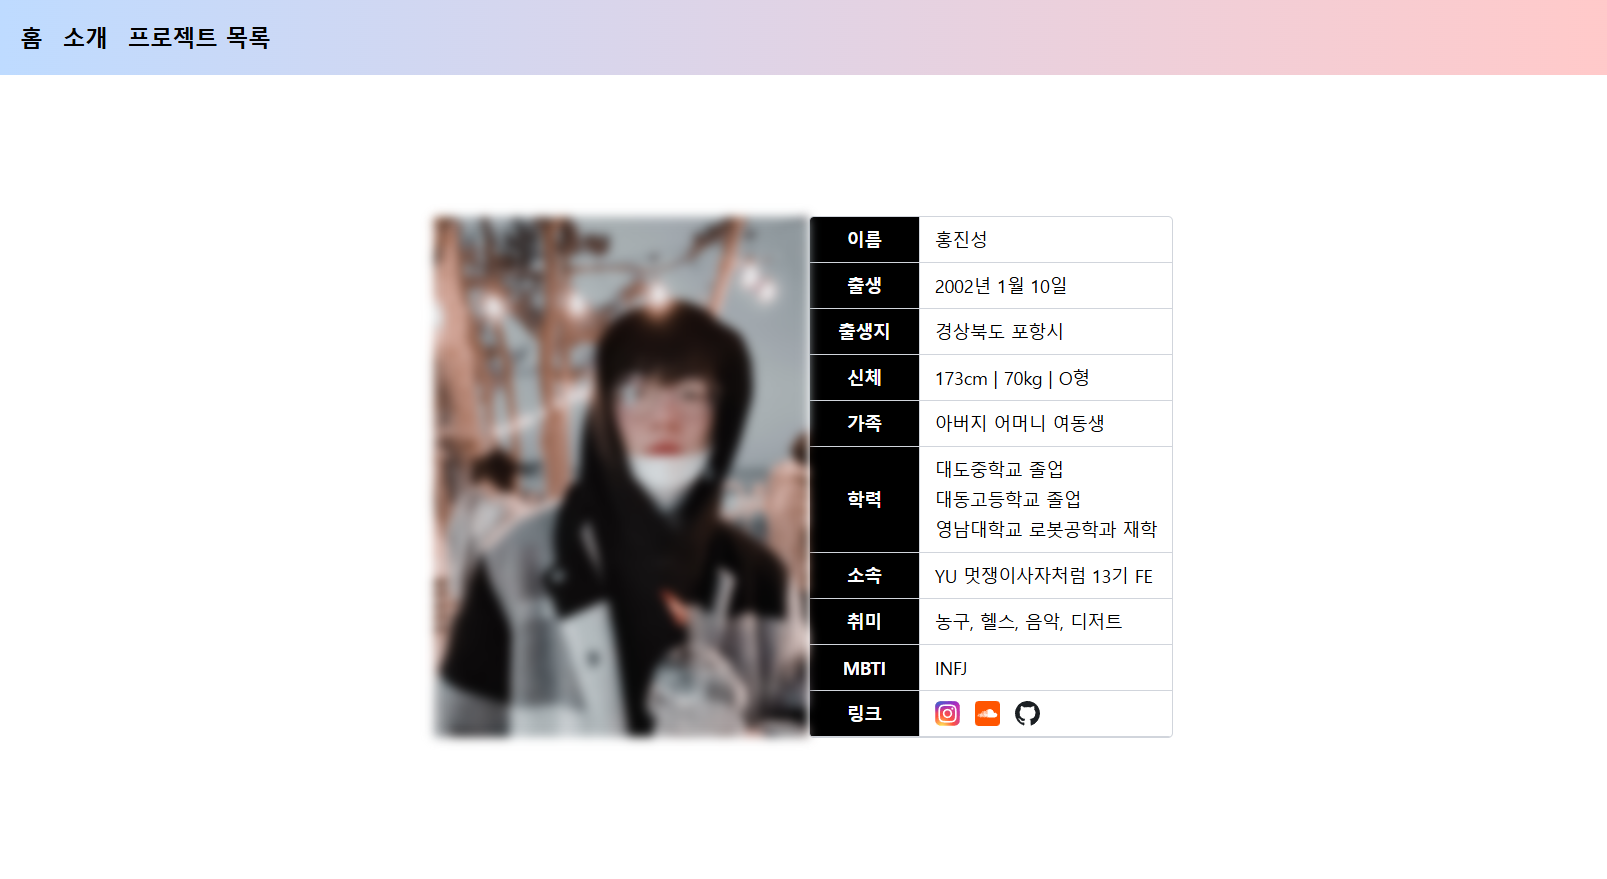 홈 소개 프로젝트 목록
이름 홍진성
출생 2002년 1월 10일
출생지 경상북도 포항시
신체 173cm | 70kg | O형
가족 아버지 어머니 여동생
학력 대도중학교 졸업
대동고등학교 졸업
영남대학교 로봇공학과 재학
소속 YU 멋쟁이사자처럼 13기 FE
취미 농구, 헬스, 음악, 디저트
MBTI INFJ
링크